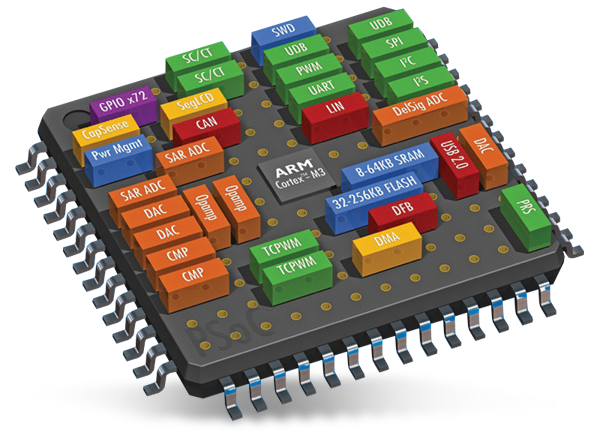 SWD
UDB
SC/CT
UDB
SPI
SC/CT
PWM
I²C
UART
I²S
GPIO x72
SegLCD
LIN
DelSig ADC
CapSense
CAN
Pwr Mgmt
SAR ADC
ARM
Cortex™- M3
8-64KB SRAM
USB 2.0
DAC
SAR ADC
Opamp
Opamp
32-256KB FLASH
DAC
DFB
PRS
DAC
CMP
TCPWM
DMA
CMP
TCPWM
PSoC